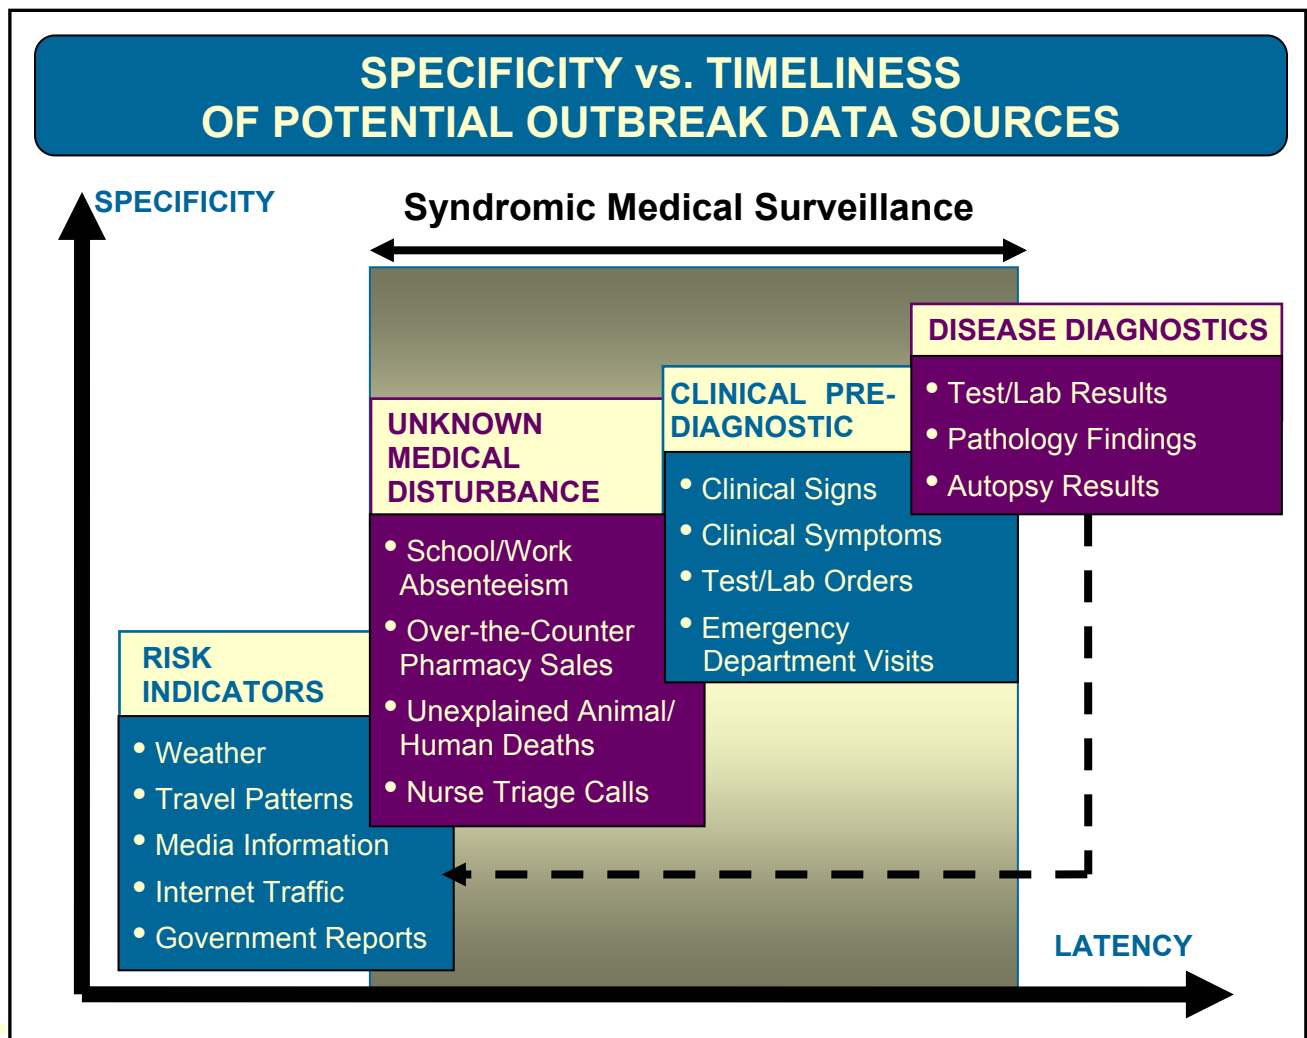 SPECIFICITY vs. TIMELINESS
OF POTENTIAL OUTBREAK DATA SOURCES
SPECIFICITY
Syndromic Medical Surveillance
RISK
INDICATORS
• Weather
• Travel Patterns
• Media Information
• Internet Traffic
• Government Reports
UNKNOWN
MEDICAL
DISTURBANCE
• School/Work
Absenteeism
• Over-the-Counter
Pharmacy Sales
• Unexplained Animal/
Human Deaths
• Nurse Triage Calls
CLINICAL PRE-
DIAGNOSTIC
• Clinical Signs
• Clinical Symptoms
• Test/Lab Orders
• Emergency
Department Visits
DISEASE DIAGNOSTICS
• Test/Lab Results
• Pathology Findings
• Autopsy Results
LATENCY